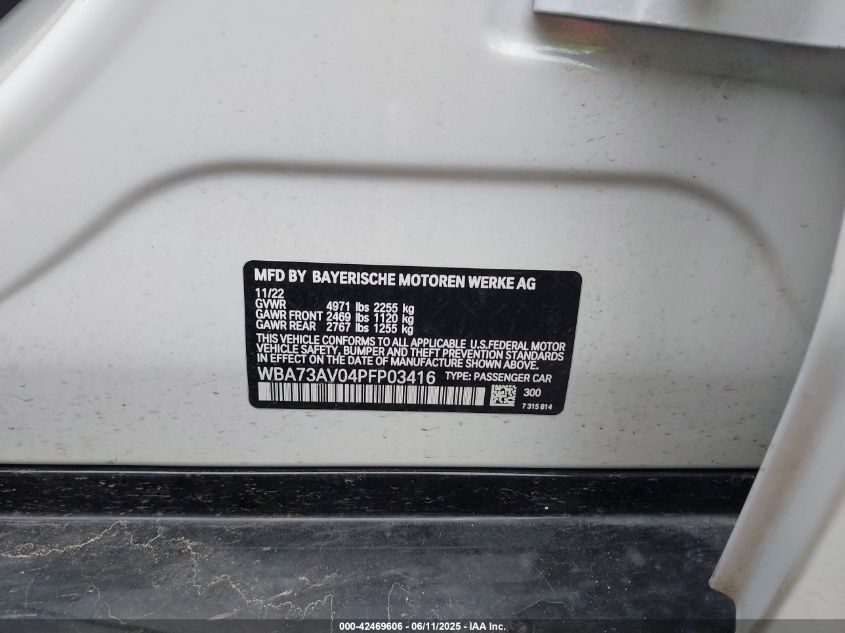 MFD BY BAYERISCHE MOTOREN WERKE AG
11/22
GVWR 4971 lbs 2255 kg
GAWR FRONT 2469 lbs 1120 kg
GAWR REAR 2767 lbs 1255 kg
THIS VEHICLE CONFORMS TO ALL APPLICABLE U.S.FEDERAL MOTOR
VEHICLE SAFETY, BUMPER, AND THEFT PREVENTION STANDARDS
IN EFFECT ON THE DATE OF MANUFACTURE SHOWN ABOVE.
WBA73AV04PFP03416 TYPE: PASSENGER CAR
300
7 315 814
000-42469606 - 06/11/2025 - IAA Inc.